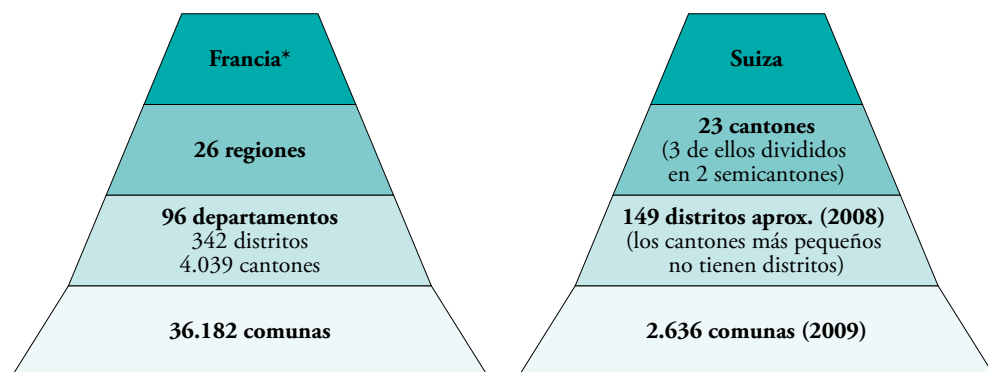 Francia*
26 regiones
96 departamentos
342 distritos
4.039 cantones
36.182 comunas
Suiza
23 cantones
(3 de ellos divididos
en 2 semicantones)
149 distritos aprox. (2008)
(los cantones más pequeños
no tienen distritos)
2.636 comunas (2009)